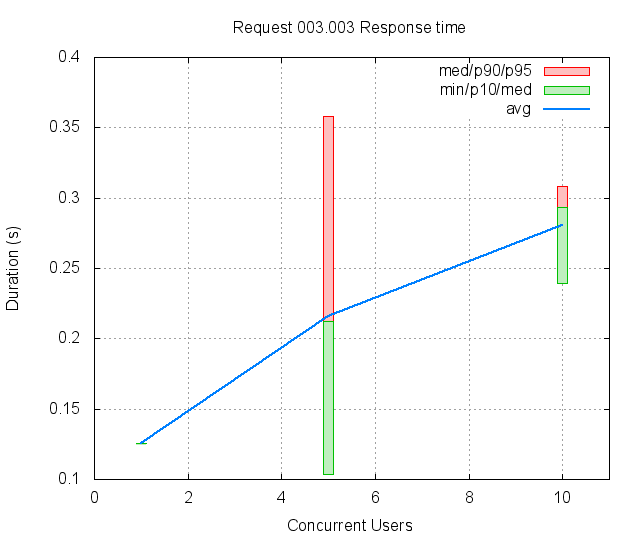 Request 003.003 Response time
med/p90/p95
min/p10/med
avg
0.4
0.35
0.3
0.25
0.2
0.15
0.1
Duration (s)
0 2 4 6 8 10
Concurrent Users